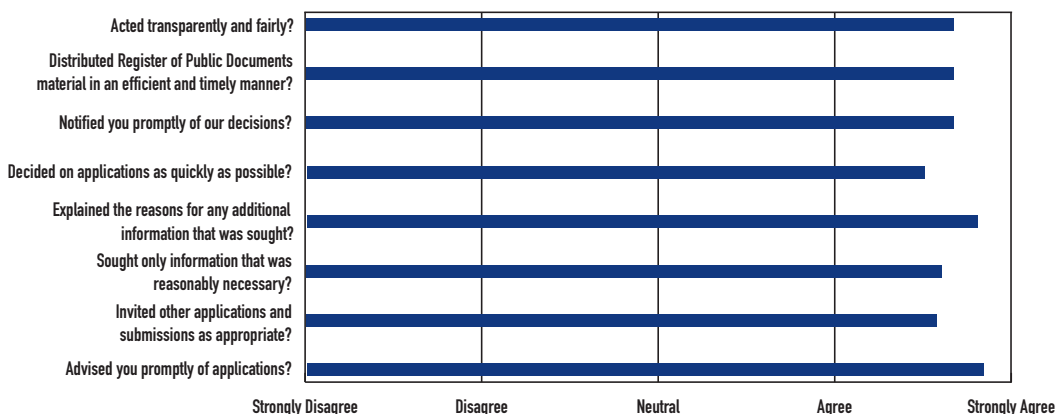 Acted transparently and fairly?
Distributed Register of Public Documents
material in an efficient and timely manner?
Notified you promptly of our decisions?
Decided on applications as quickly as possible?
Explained the reasons for any additional
information that was sought?
Sought only information that was
reasonably necessary?
Invited other applications and
submissions as appropriate?
Advised you promptly of applications?
Strongly Disagree Disagree Neutral Agree Strongly Agree